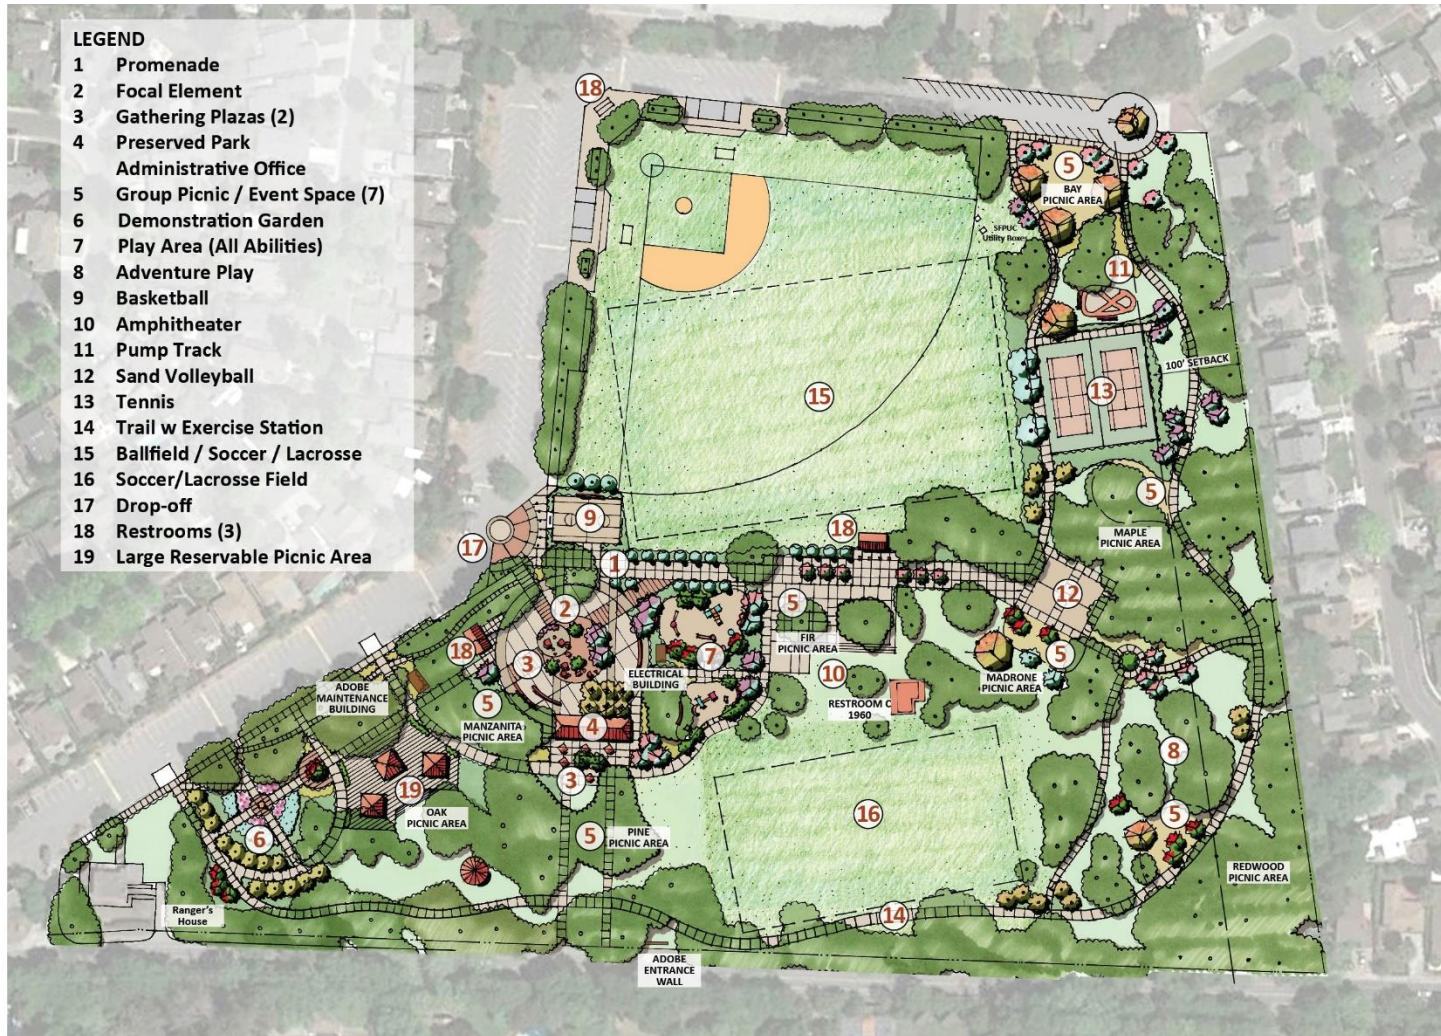 LEGEND
1 Promenade
2 Focal Element
3 Gathering Plazas (2)
4 Preserved Park
Administrative Office
5 Group Picnic / Event Space (7)
6 Demonstration Garden
7 Play Area (All Abilities)
8 Adventure Play
9 Basketball
10 Amphitheater
11 Pump Track
12 Sand Volleyball
13 Tennis
14 Trail w Exercise Station
15 Ballfield / Soccer / Lacrosse
16 Soccer/Lacrosse Field
17 Drop-off
18 Restrooms (3)
19 Large Reservable Picnic Area
18
5
BAY
PICNIC AREA
SFPUC
Utility Boxes
11
100' SETBACK
13
15
5
MAPLE
PICNIC AREA
9
17
18
1
12
2
5
FIR
PICNIC AREA
18
3
7
5
MADRONE
PICNIC AREA
ELECTRICAL
BUILDING
10
ADOBE
MAINTENANCE
BUILDING
5
MANZANITA
PICNIC AREA
RESTROOM C
1960
4
8
3
19
OAK
PICNIC AREA
16
5
6
5
PINE
PICNIC AREA
REDWOOD
PICNIC AREA
Ranger's
House
14
ADOBE
ENTRANCE
WALL